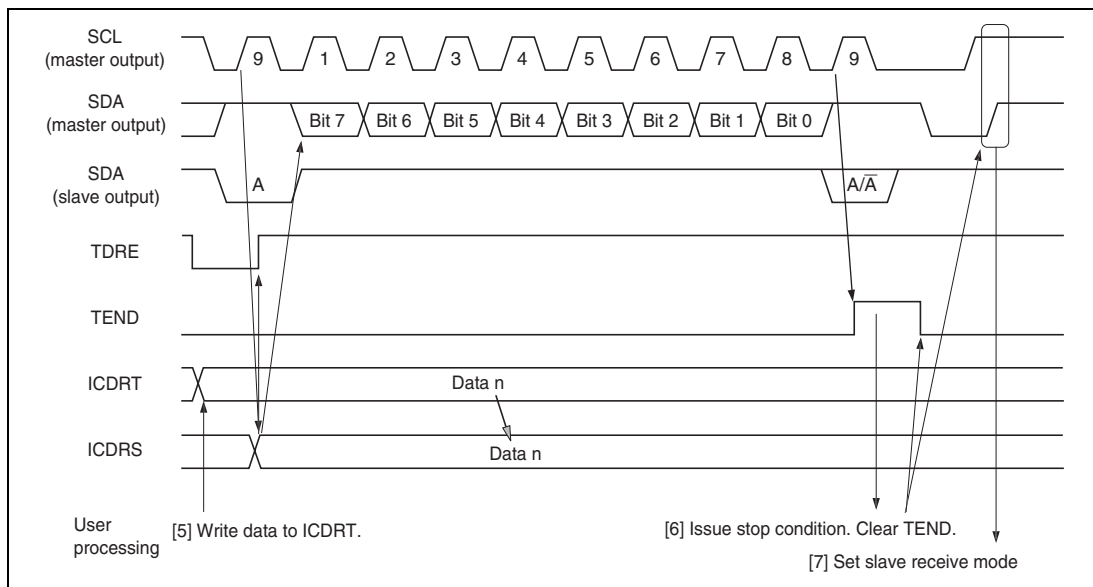 SCL
(master output)
9 1 2 3 4 5 6 7 8 9
SDA
(master output)
Bit 7 Bit 6 Bit 5 Bit 4 Bit 3 Bit 2 Bit 1 Bit 0
SDA
(slave output)
A A/A̅
TDRE
TEND
ICDRT
Data n
ICDRS
Data n
User
processing
[5] Write data to ICDRT.
[6] Issue stop condition. Clear TEND.
[7] Set slave receive mode